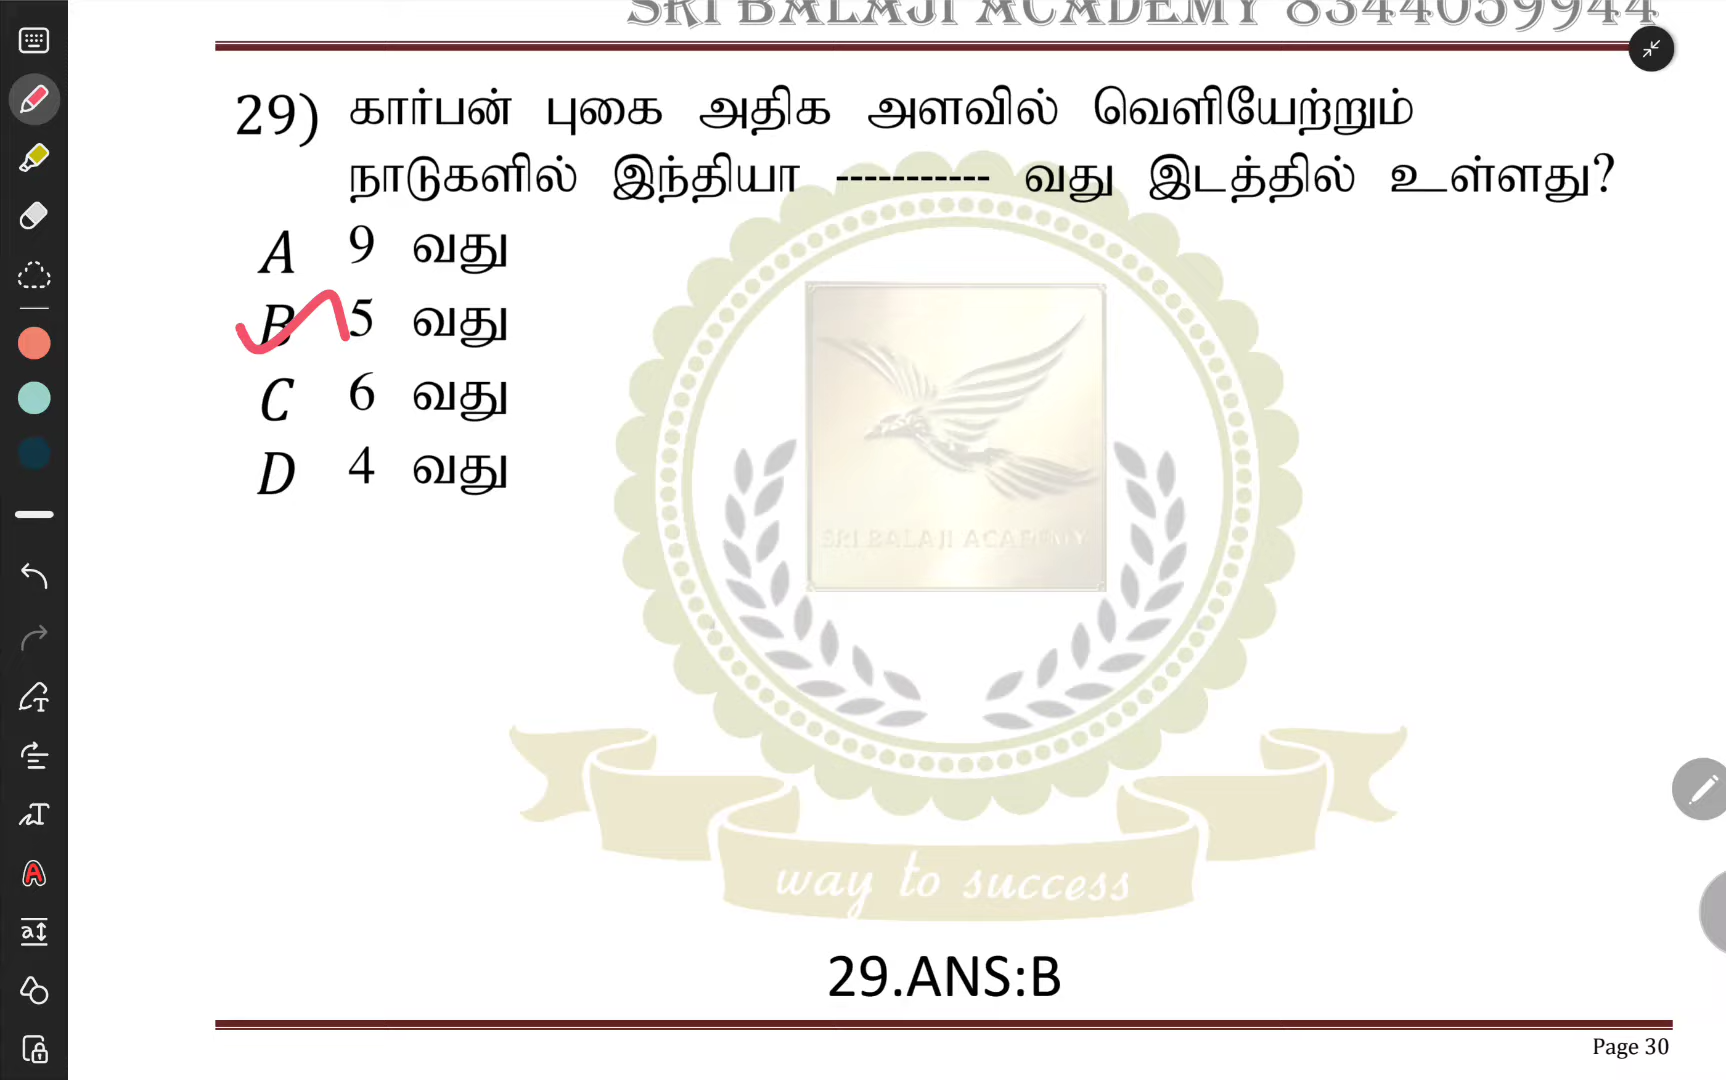 SRI BALAJI ACADEMY 8344059944
29) கார்பன் புகை அதிக அளவில் வெளியேற்றும்
நாடுகளில் இந்தியா ----------- வது இடத்தில் உள்ளது?
A 9 வது
B 5 வது
C 6 வது
D 4 வது
SRI BALAJI ACADEMY
way to success
29.ANS:B
Page 30